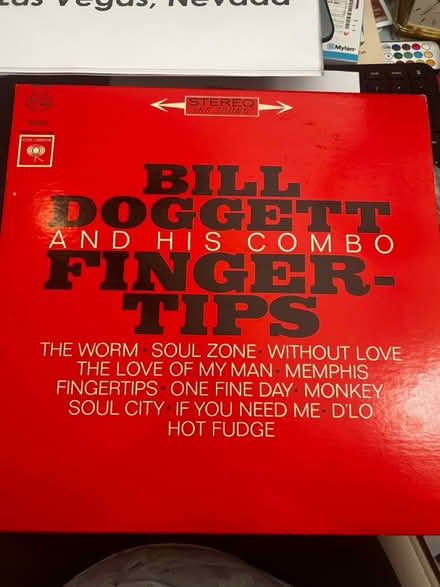 Las Vegas, Nevada
Mylan
STEREO
BILL
DOGGETT
AND HIS COMBO
FINGER-
TIPS
THE WORM · SOUL ZONE · WITHOUT LOVE
THE LOVE OF MY MAN · MEMPHIS
FINGERTIPS · ONE FINE DAY · MONKEY
SOUL CITY · IF YOU NEED ME · D'LO
HOT FUDGE